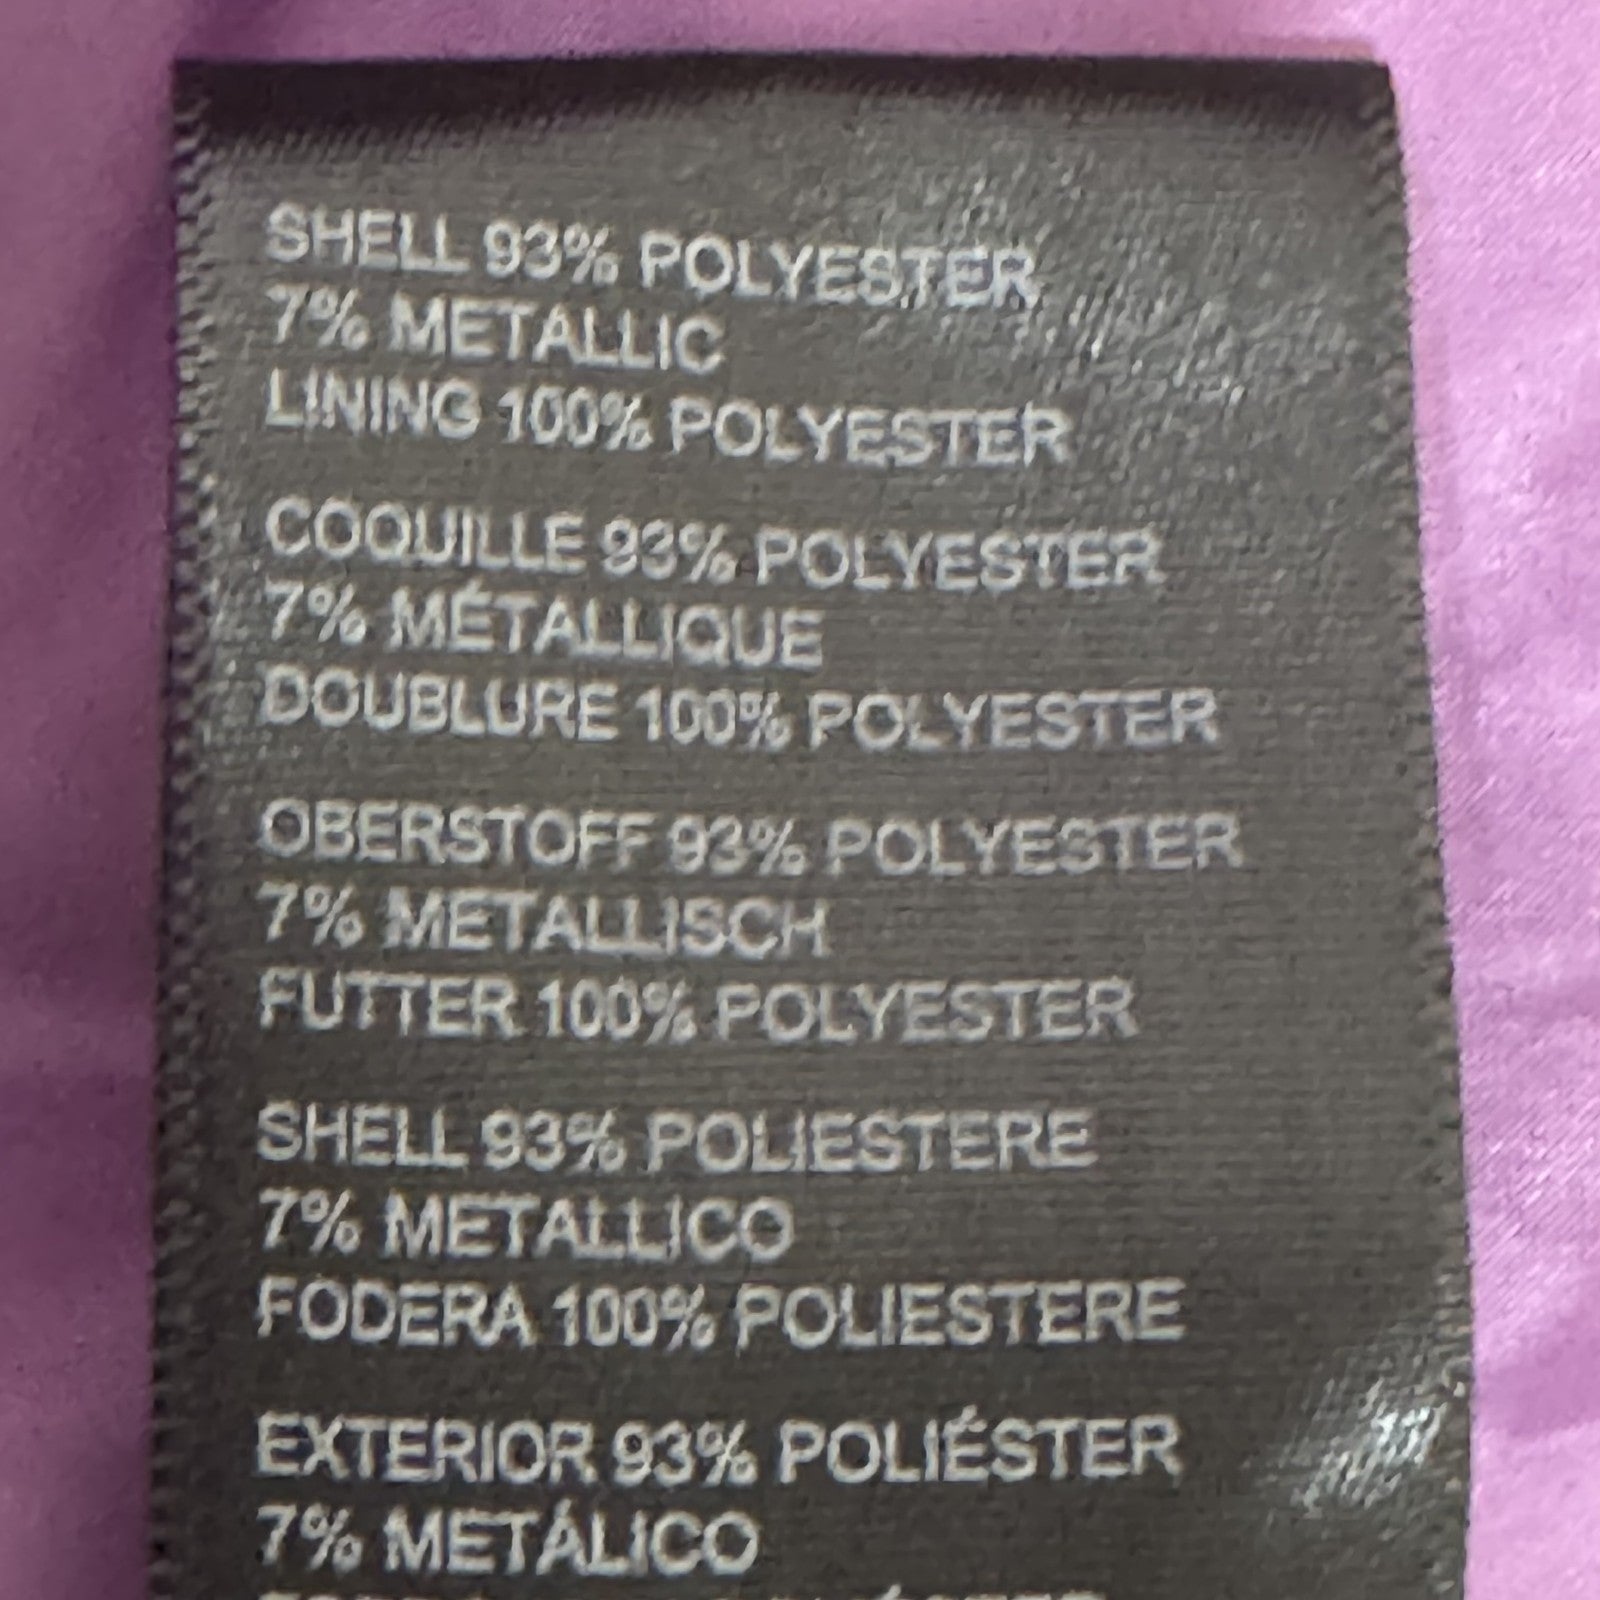 SHELL 93% POLYESTER
7% METALLIC
LINING 100% POLYESTER
COQUILLE 93% POLYESTER
7% MÉTALLIQUE
DOUBLURE 100% POLYESTER
OBERSTOFF 93% POLYESTER
7% METALLISCH
FUTTER 100% POLYESTER
SHELL 93% POLIESTERE
7% METALLICO
FODERA 100% POLIESTERE
EXTERIOR 93% POLIÉSTER
7% METÁLICO